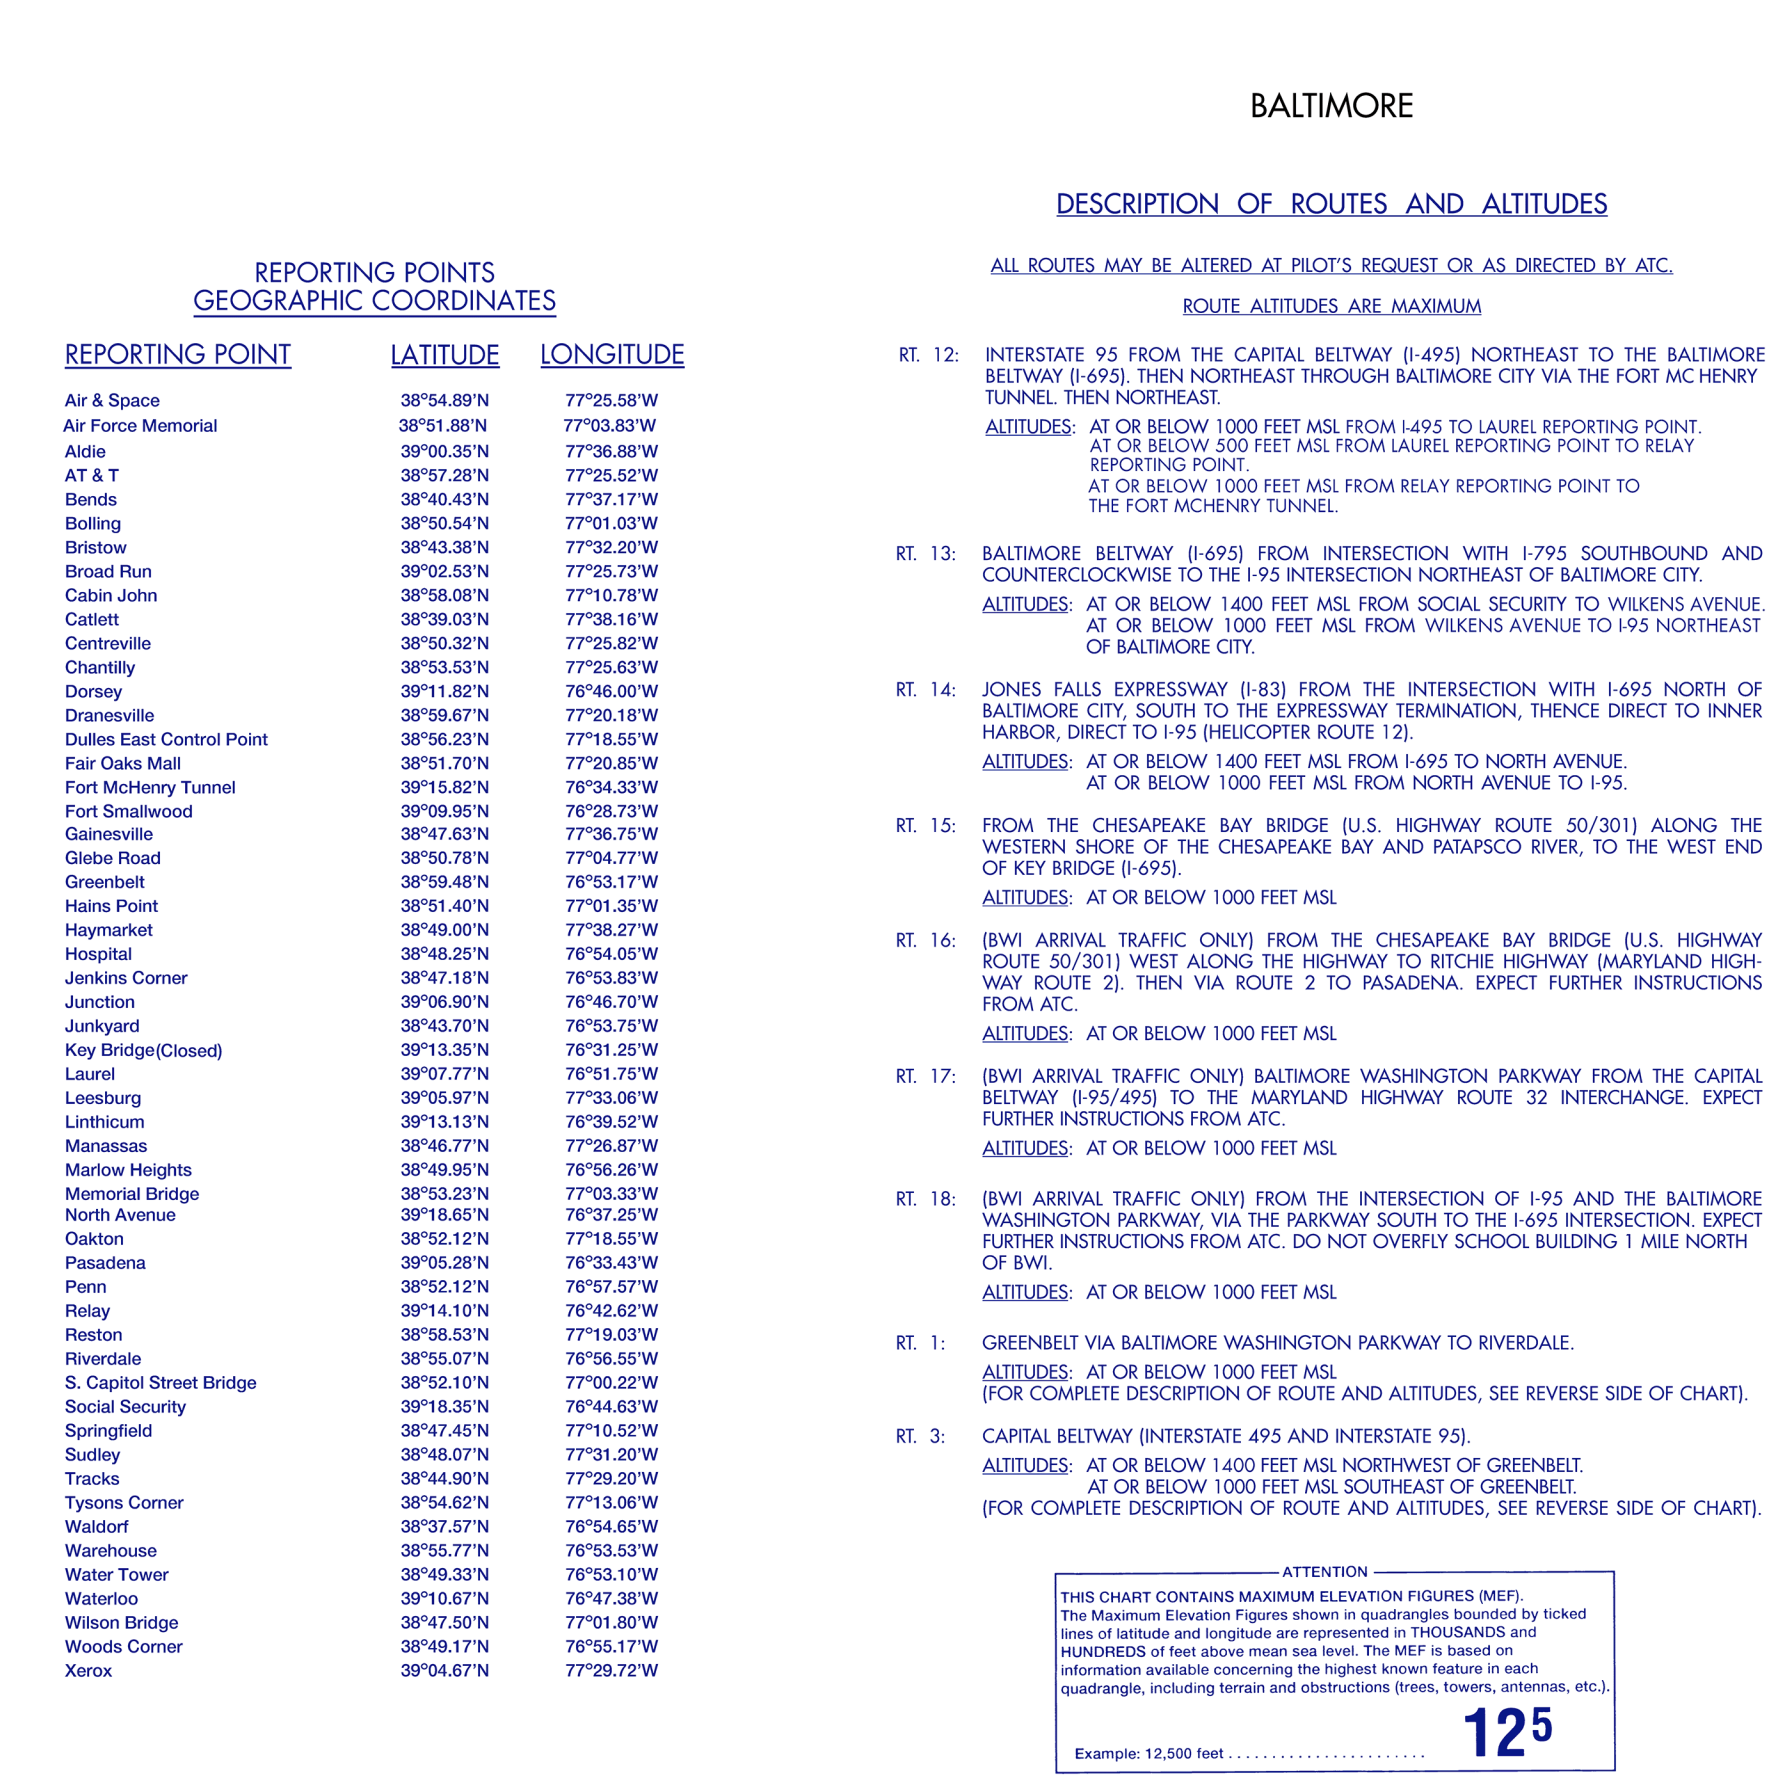 REPORTING POINTS
GEOGRAPHIC COORDINATES
REPORTING POINT LATITUDE LONGITUDE
Air & Space 38°54.89'N 77°25.58'W
Air Force Memorial 38°51.88'N 77°03.83'W
Aldie 39°00.35'N 77°36.88'W
AT & T 38°57.28'N 77°25.52'W
Bends 38°40.43'N 77°37.17'W
Bolling 38°50.54'N 77°01.03'W
Bristow 38°43.38'N 77°32.20'W
Broad Run 39°02.53'N 77°25.73'W
Cabin John 38°58.08'N 77°10.78'W
Catlett 38°39.03'N 77°38.16'W
Centreville 38°50.32'N 77°25.82'W
Chantilly 38°53.53'N 77°25.63'W
Dorsey 39°11.82'N 76°46.00'W
Dranesville 38°59.67'N 77°20.18'W
Dulles East Control Point 38°56.23'N 77°18.55'W
Fair Oaks Mall 38°51.70'N 77°20.85'W
Fort McHenry Tunnel 39°15.82'N 76°34.33'W
Fort Smallwood 39°09.95'N 76°28.73'W
Gainesville 38°47.63'N 77°36.75'W
Glebe Road 38°50.78'N 77°04.77'W
Greenbelt 38°59.48'N 76°53.17'W
Hains Point 38°51.40'N 77°01.35'W
Haymarket 38°49.00'N 77°38.27'W
Hospital 38°48.25'N 76°54.05'W
Jenkins Corner 38°47.18'N 76°53.83'W
Junction 39°06.90'N 76°46.70'W
Junkyard 38°43.70'N 76°53.75'W
Key Bridge(Closed) 39°13.35'N 76°31.25'W
Laurel 39°07.77'N 76°51.75'W
Leesburg 39°05.97'N 77°33.06'W
Linthicum 39°13.13'N 76°39.52'W
Manassas 38°46.77'N 77°26.87'W
Marlow Heights 38°49.95'N 76°56.26'W
Memorial Bridge 38°53.23'N 77°03.33'W
North Avenue 39°18.65'N 76°37.25'W
Oakton 38°52.12'N 77°18.55'W
Pasadena 39°05.28'N 76°33.43'W
Penn 38°52.12'N 76°57.57'W
Relay 39°14.10'N 76°42.62'W
Reston 38°58.53'N 77°19.03'W
Riverdale 38°55.07'N 76°56.55'W
S. Capitol Street Bridge 38°52.10'N 77°00.22'W
Social Security 39°18.35'N 76°44.63'W
Springfield 38°47.45'N 77°10.52'W
Sudley 38°48.07'N 77°31.20'W
Tracks 38°44.90'N 77°29.20'W
Tysons Corner 38°54.62'N 77°13.06'W
Waldorf 38°37.57'N 76°54.65'W
Warehouse 38°55.77'N 76°53.53'W
Water Tower 38°49.33'N 76°53.10'W
Waterloo 39°10.67'N 76°47.38'W
Wilson Bridge 38°47.50'N 77°01.80'W
Woods Corner 38°49.17'N 76°55.17'W
Xerox 39°04.67'N 77°29.72'W
BALTIMORE
DESCRIPTION OF ROUTES AND ALTITUDES
ALL ROUTES MAY BE ALTERED AT PILOT'S REQUEST OR AS DIRECTED BY ATC.
ROUTE ALTITUDES ARE MAXIMUM
RT. 12: INTERSTATE 95 FROM THE CAPITAL BELTWAY (I-495) NORTHEAST TO THE BALTIMORE
BELTWAY (I-695). THEN NORTHEAST THROUGH BALTIMORE CITY VIA THE FORT MC HENRY
TUNNEL. THEN NORTHEAST.
ALTITUDES: AT OR BELOW 1000 FEET MSL FROM I-495 TO LAUREL REPORTING POINT.
AT OR BELOW 500 FEET MSL FROM LAUREL REPORTING POINT TO RELAY
REPORTING POINT.
AT OR BELOW 1000 FEET MSL FROM RELAY REPORTING POINT TO
THE FORT MCHENRY TUNNEL.
RT. 13: BALTIMORE BELTWAY (I-695) FROM INTERSECTION WITH I-795 SOUTHBOUND AND
COUNTERCLOCKWISE TO THE I-95 INTERSECTION NORTHEAST OF BALTIMORE CITY.
ALTITUDES: AT OR BELOW 1400 FEET MSL FROM SOCIAL SECURITY TO WILKENS AVENUE.
AT OR BELOW 1000 FEET MSL FROM WILKENS AVENUE TO I-95 NORTHEAST
OF BALTIMORE CITY.
RT. 14: JONES FALLS EXPRESSWAY (I-83) FROM THE INTERSECTION WITH I-695 NORTH OF
BALTIMORE CITY, SOUTH TO THE EXPRESSWAY TERMINATION, THENCE DIRECT TO INNER
HARBOR, DIRECT TO I-95 (HELICOPTER ROUTE 12).
ALTITUDES: AT OR BELOW 1400 FEET MSL FROM I-695 TO NORTH AVENUE.
AT OR BELOW 1000 FEET MSL FROM NORTH AVENUE TO I-95.
RT. 15: FROM THE CHESAPEAKE BAY BRIDGE (U.S. HIGHWAY ROUTE 50/301) ALONG THE
WESTERN SHORE OF THE CHESAPEAKE BAY AND PATAPSCO RIVER, TO THE WEST END
OF KEY BRIDGE (I-695).
ALTITUDES: AT OR BELOW 1000 FEET MSL
RT. 16: (BWI ARRIVAL TRAFFIC ONLY) FROM THE CHESAPEAKE BAY BRIDGE (U.S. HIGHWAY
ROUTE 50/301) WEST ALONG THE HIGHWAY TO RITCHIE HIGHWAY (MARYLAND HIGH-
WAY ROUTE 2). THEN VIA ROUTE 2 TO PASADENA. EXPECT FURTHER INSTRUCTIONS
FROM ATC.
ALTITUDES: AT OR BELOW 1000 FEET MSL
RT. 17: (BWI ARRIVAL TRAFFIC ONLY) BALTIMORE WASHINGTON PARKWAY FROM THE CAPITAL
BELTWAY (I-95/495) TO THE MARYLAND HIGHWAY ROUTE 32 INTERCHANGE. EXPECT
FURTHER INSTRUCTIONS FROM ATC.
ALTITUDES: AT OR BELOW 1000 FEET MSL
RT. 18: (BWI ARRIVAL TRAFFIC ONLY) FROM THE INTERSECTION OF I-95 AND THE BALTIMORE
WASHINGTON PARKWAY, VIA THE PARKWAY SOUTH TO THE I-695 INTERSECTION. EXPECT
FURTHER INSTRUCTIONS FROM ATC. DO NOT OVERFLY SCHOOL BUILDING 1 MILE NORTH
OF BWI.
ALTITUDES: AT OR BELOW 1000 FEET MSL
RT. 1: GREENBELT VIA BALTIMORE WASHINGTON PARKWAY TO RIVERDALE.
ALTITUDES: AT OR BELOW 1000 FEET MSL
(FOR COMPLETE DESCRIPTION OF ROUTE AND ALTITUDES, SEE REVERSE SIDE OF CHART).
RT. 3: CAPITAL BELTWAY (INTERSTATE 495 AND INTERSTATE 95).
ALTITUDES: AT OR BELOW 1400 FEET MSL NORTHWEST OF GREENBELT.
AT OR BELOW 1000 FEET MSL SOUTHEAST OF GREENBELT.
(FOR COMPLETE DESCRIPTION OF ROUTE AND ALTITUDES, SEE REVERSE SIDE OF CHART).
ATTENTION
THIS CHART CONTAINS MAXIMUM ELEVATION FIGURES (MEF).
The Maximum Elevation Figures shown in quadrangles bounded by ticked
lines of latitude and longitude are represented in THOUSANDS and
HUNDREDS of feet above mean sea level. The MEF is based on
information available concerning the highest known feature in each
quadrangle, including terrain and obstructions (trees, towers, antennas, etc.).
Example: 12,500 feet . . . . . . . . . . . . . . . . . . . . . . . 12 5